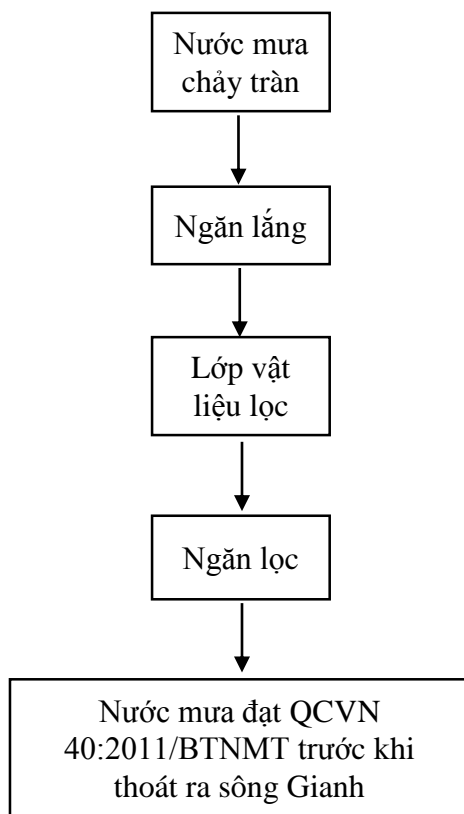 Nước mưa
chảy tràn
Ngăn lắng
Lớp vật
liệu lọc
Ngăn lọc
Nước mưa đạt QCVN
40:2011/BTNMT trước khi
thoát ra sông Gianh